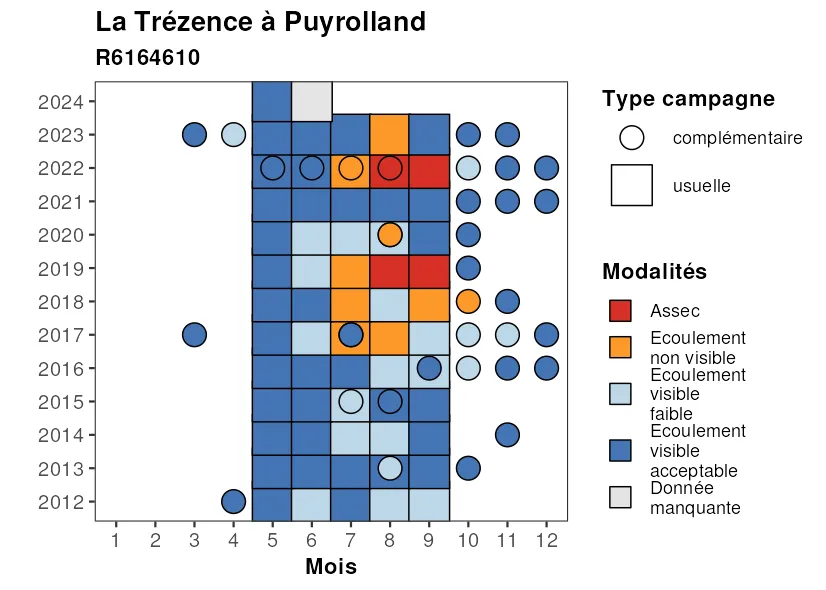 La Trézence à Puyrolland
R6164610
2024
2023
2022
2021
2020
2019
2018
2017
2016
2015
2014
2013
2012
1 2 3 4 5 6 7 8 9 10 11 12
Mois
Type campagne
complémentaire
usuelle
Modalités
Assec
Ecoulement
non visible
Ecoulement
visible
faible
Ecoulement
visible
acceptable
Donnée
manquante